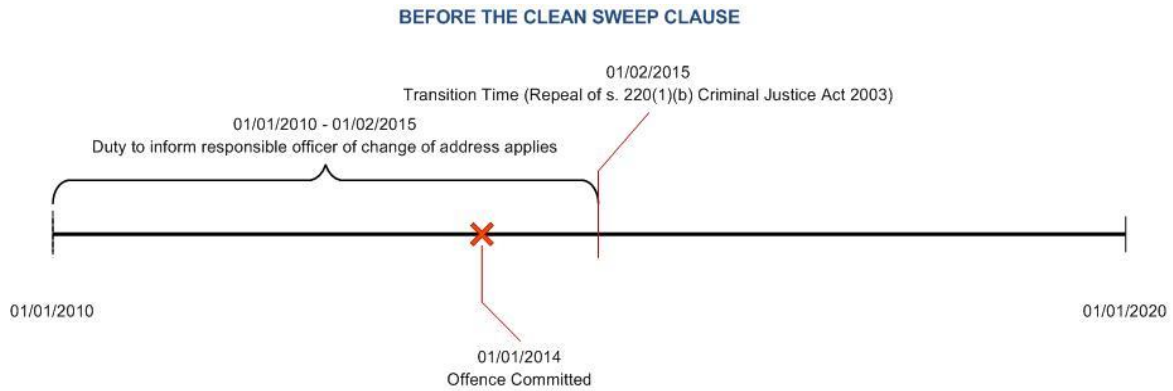 BEFORE THE CLEAN SWEEP CLAUSE
01/02/2015
Transition Time (Repeal of s. 220(1)(b) Criminal Justice Act 2003)
01/01/2010 - 01/02/2015
Duty to inform responsible officer of change of address applies
01/01/2010
01/01/2020
01/01/2014
Offence Committed